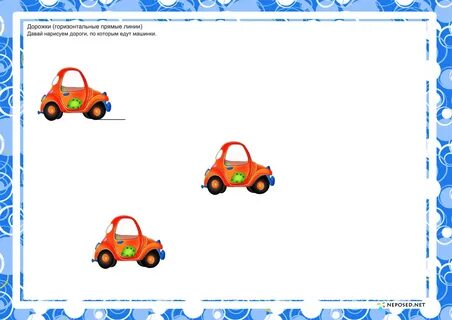 Дорожки (горизонтальные прямые линии)
Давай нарисуем дороги, по которым едут машинки.
NEPOSED.NET